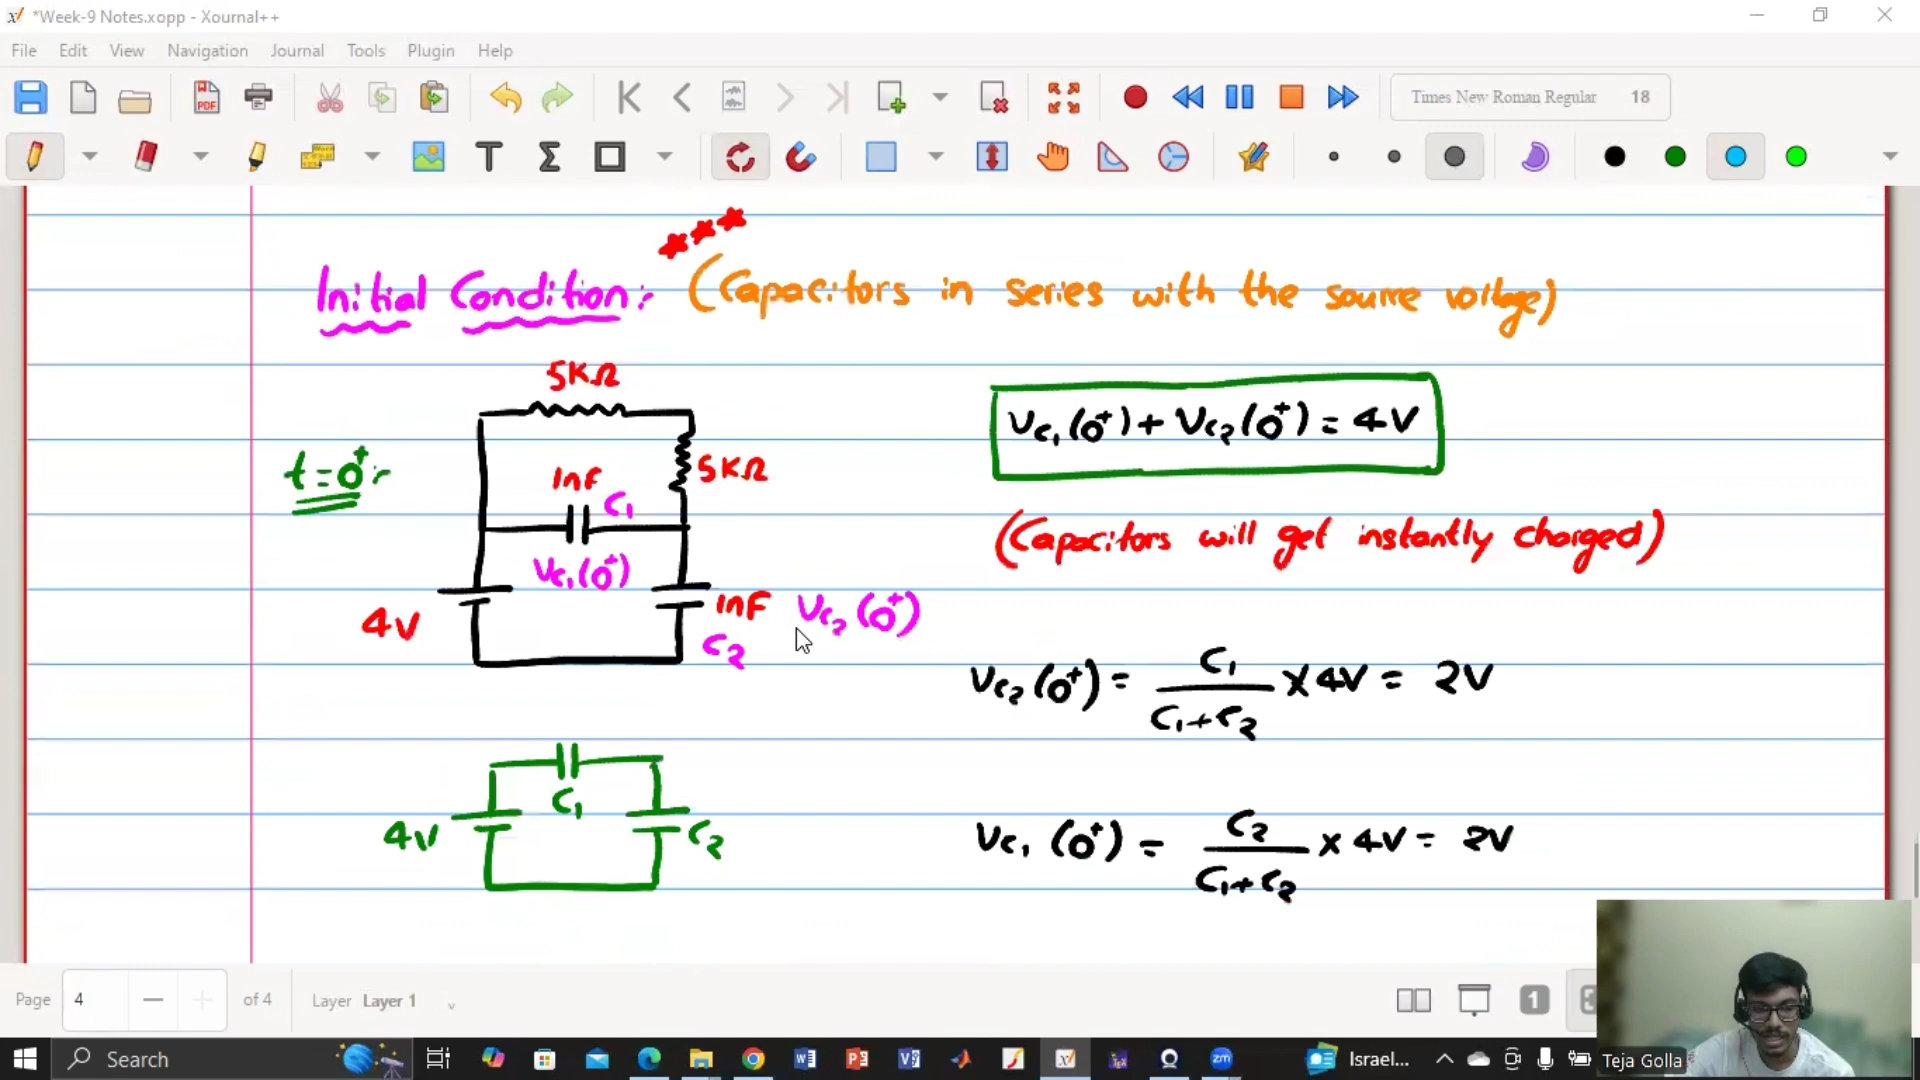 *Week-9 Notes.xopp - Xournal++
File Edit View Navigation Journal Tools Plugin Help
PDF
Times New Roman Regular 18
T Σ
Initial Condition: (Capacitors in series with the source voltage)
5KΩ
Vc₁(0⁺) + Vc₂(0⁺) = 4V
t=0⁺:
5KΩ
1nF
C₁
(Capacitors will get instantly charged)
Vc₁(0⁺)
4V
1nF
Vc₂(0⁺)
C₂
Vc₂(0⁺) = C₁ / C₁+C₂ × 4V = 2V
C₁
4V
C₂
Vc₁(0⁺) = C₂ / C₁+C₂ × 4V = 2V
Page 4 of 4 Layer Layer 1
1
Search
Israel...
Teja Golla